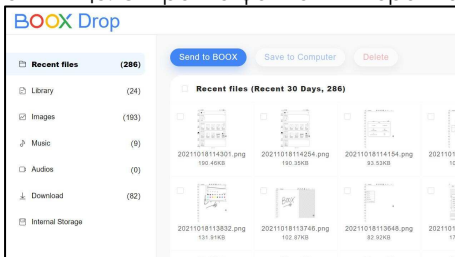 BOOX Drop
Recent files (286)
Library (24)
Images (193)
Music (9)
Audios (0)
Download (82)
Internal Storage
Send to BOOX Save to Computer Delete
Recent files (Recent 30 Days, 286)
20211018114301.png 20211018114254.png 20211018114154.png
190.46KB 190.35KB 93.53KB
20211018113832.png 20211018113746.png 20211018113648.png
131.91KB 102.87KB 82.92KB